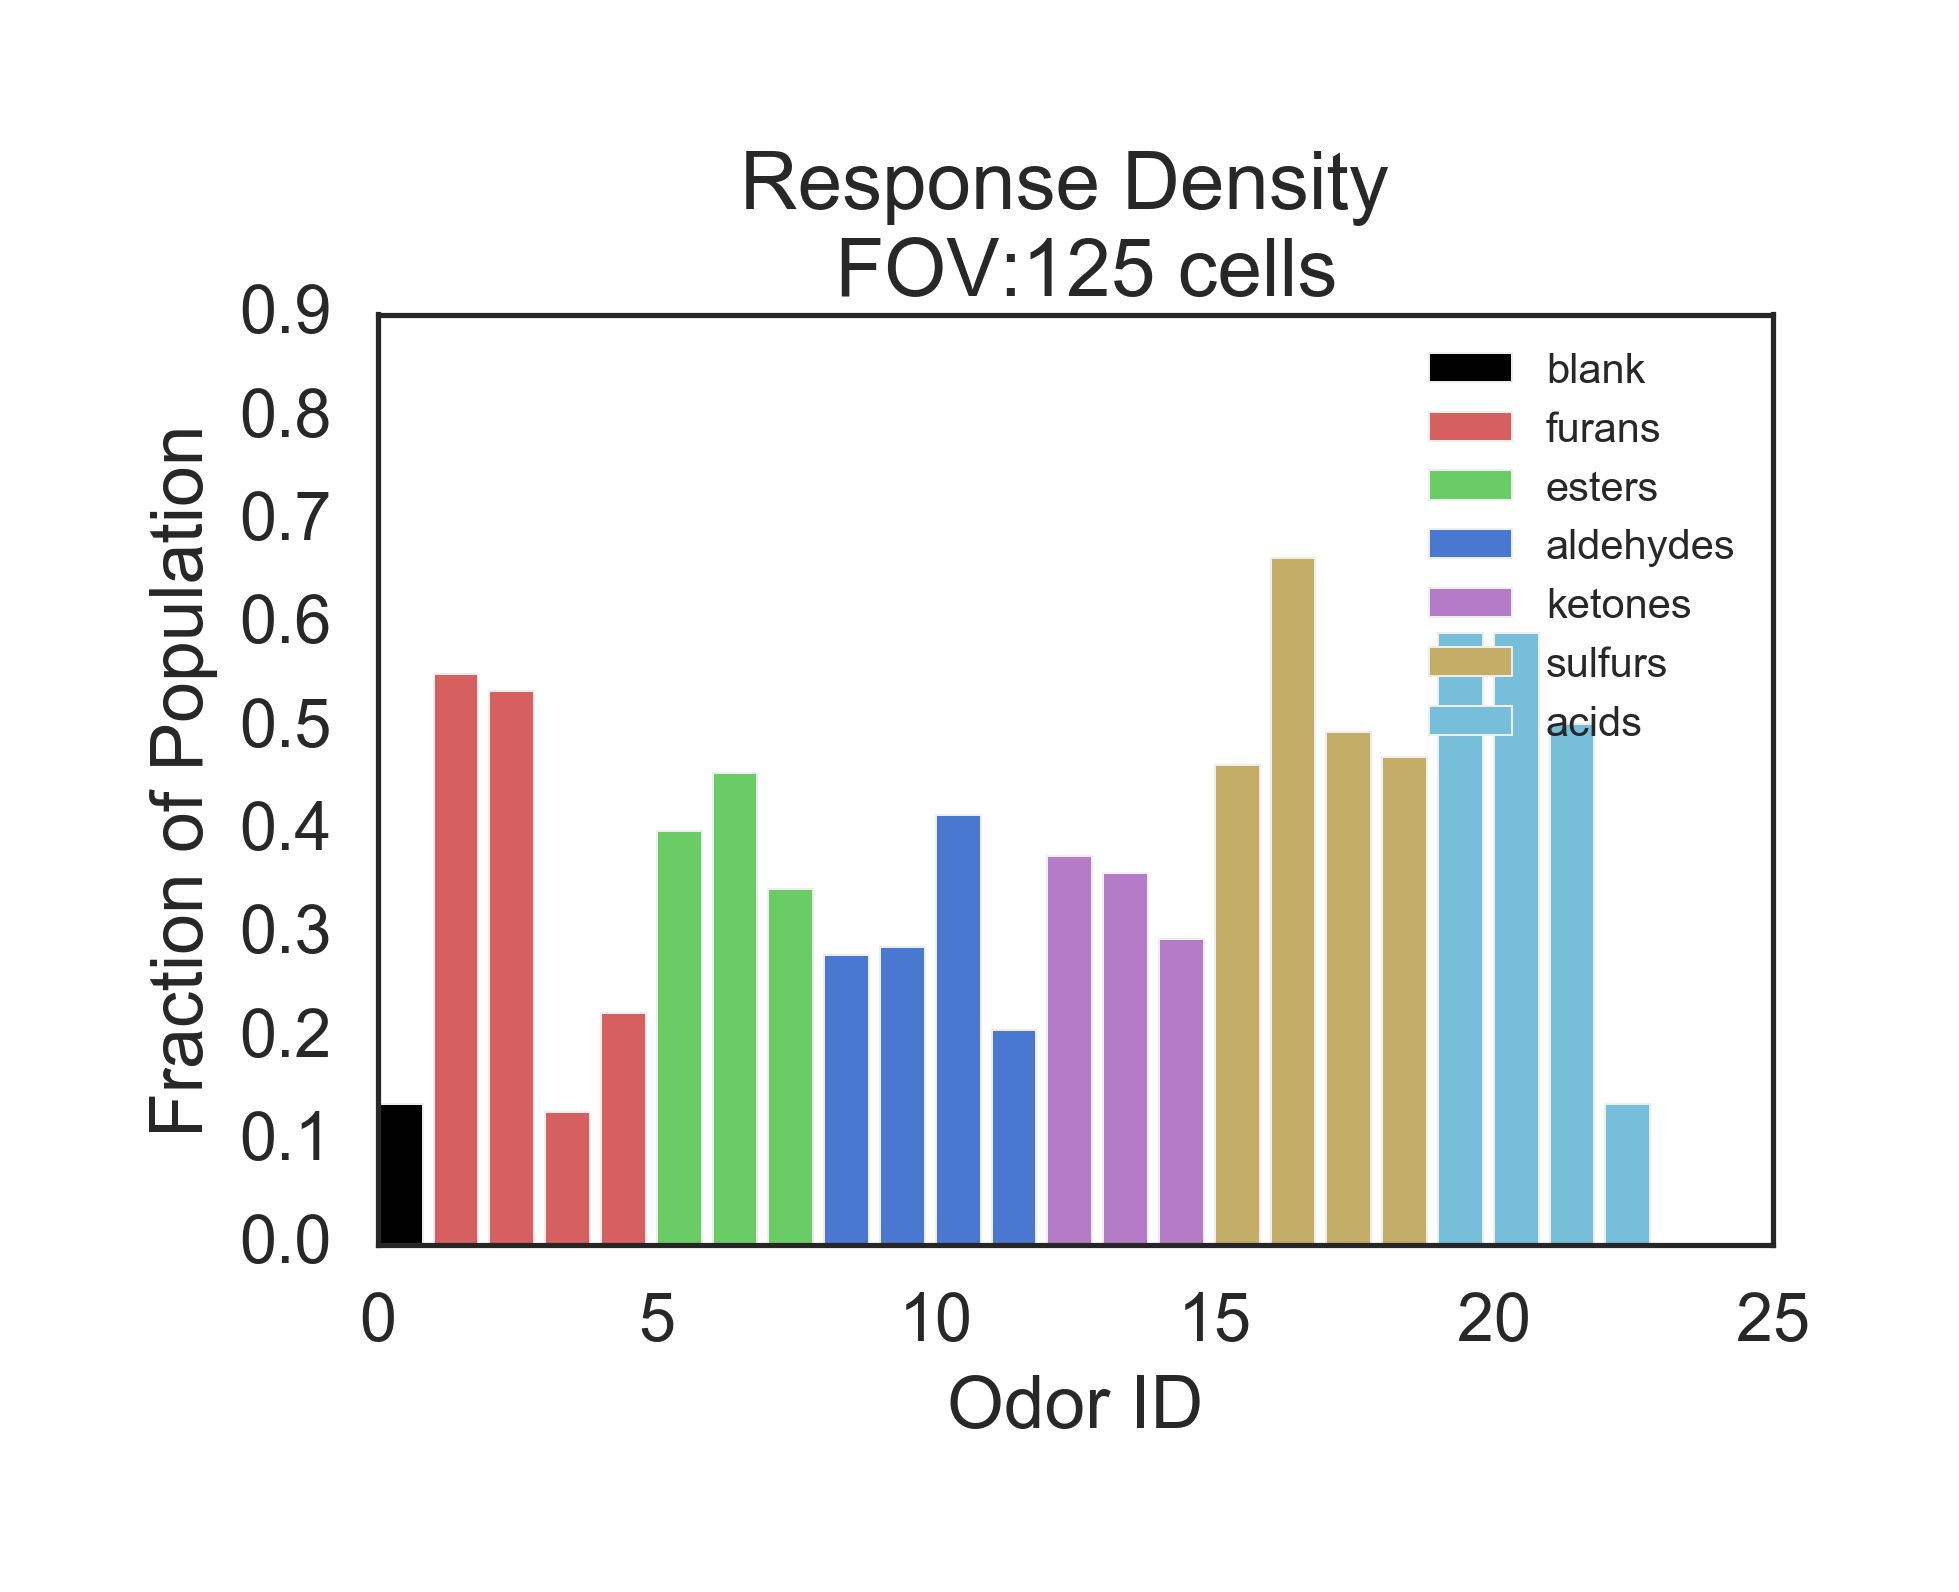 Response Density
FOV:125 cells
0.9
0.8
0.7
0.6
0.5
0.4
0.3
0.2
0.1
0.0
Fraction of Population
blank
furans
esters
aldehydes
ketones
sulfurs
acids
0 5 10 15 20 25
Odor ID